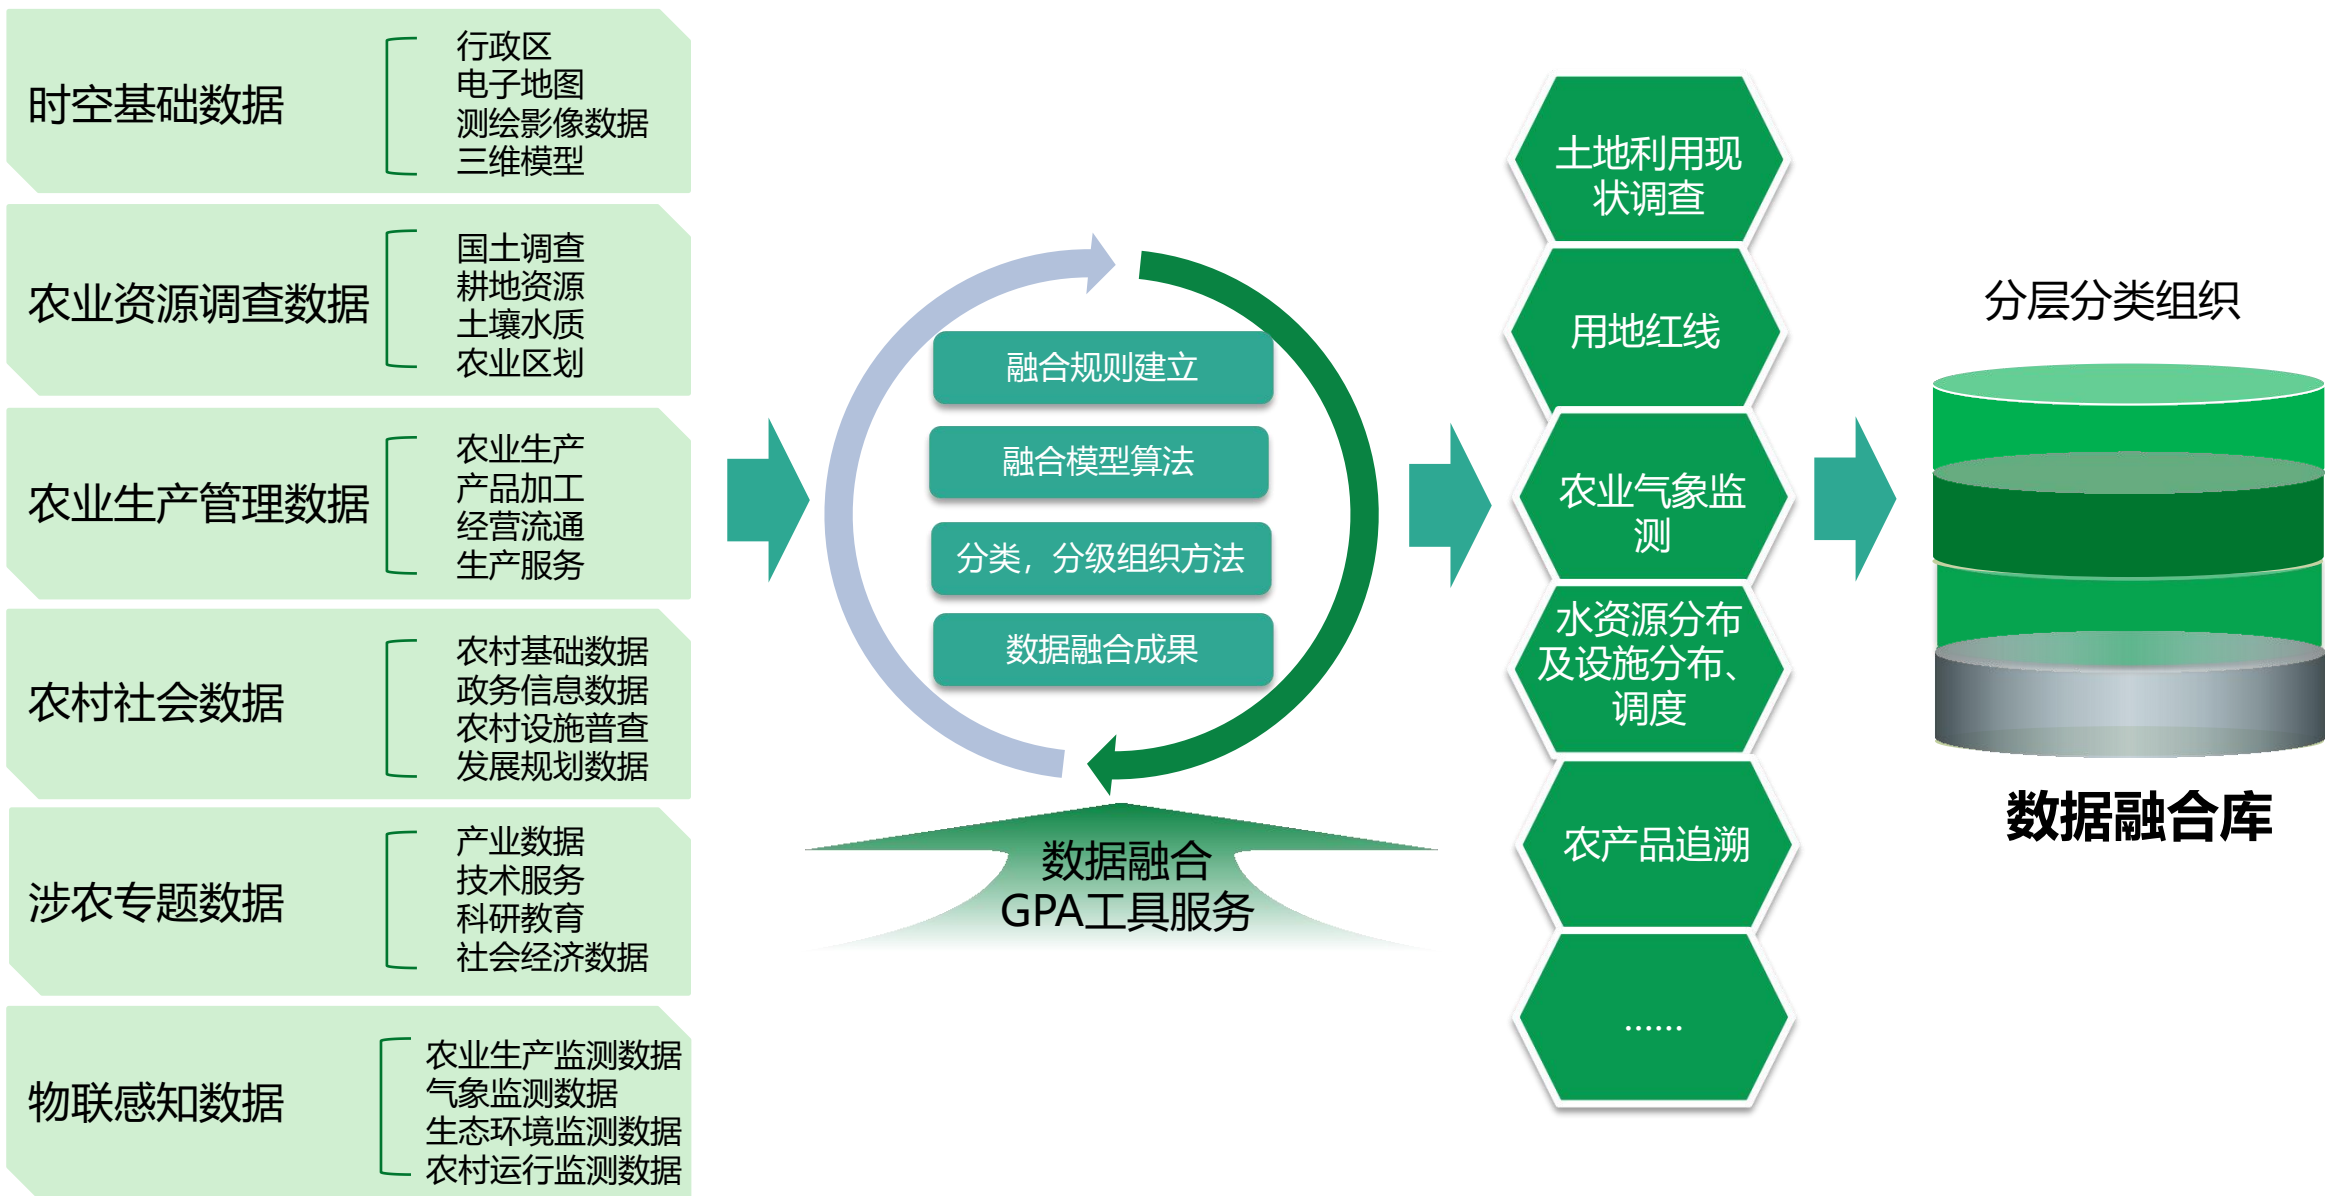 时空基础数据
行政区
电子地图
测绘影像数据
三维模型
农业资源调查数据
国土调查
耕地资源
土壤水质
农业区划
农业生产管理数据
农业生产
产品加工
经营流通
生产服务
农村社会数据
农村基础数据
政务信息数据
农村设施普查
发展规划数据
涉农专题数据
产业数据
技术服务
科研教育
社会经济数据
物联感知数据
农业生产监测数据
气象监测数据
生态环境监测数据
农村运行监测数据
融合规则建立
融合模型算法
分类，分级组织方法
数据融合成果
数据融合
GPA工具服务
土地利用现
状调查
用地红线
农业气象监
测
水资源分布
及设施分布、
调度
农产品追溯
……
分层分类组织
数据融合库